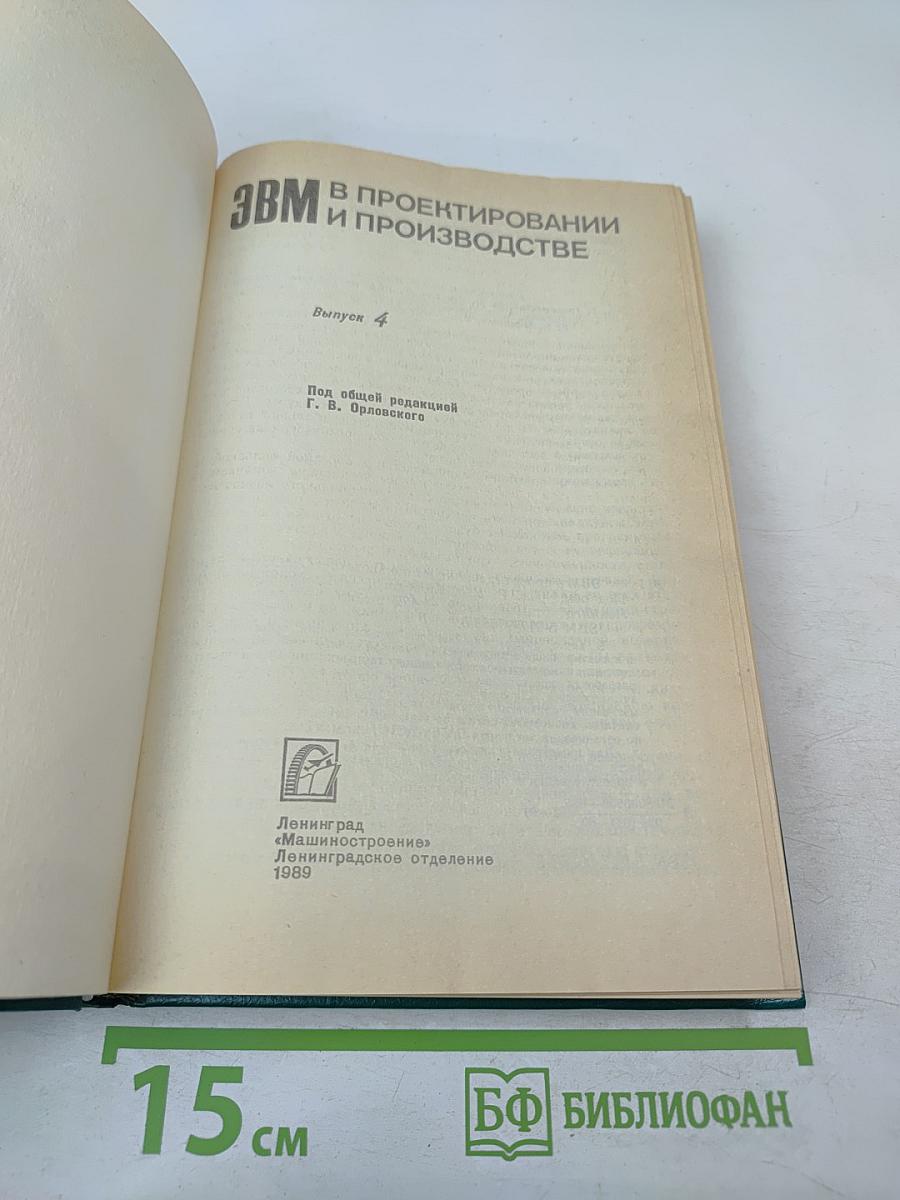 ЭВМ В ПРОЕКТИРОВАНИИ
И ПРОИЗВОДСТВЕ
Выпуск 4
Под общей редакцией
Г. В. Орловского
Ленинград
«Машиностроение»
Ленинградское отделение
1989
15 см
БФ БИБЛИОФАН